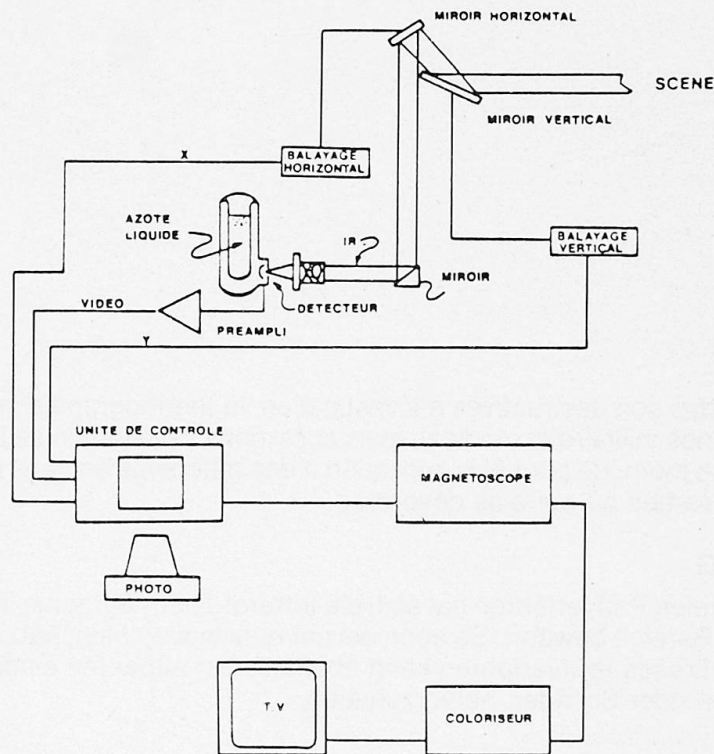 MIROIR HORIZONTAL
SCENE
MIROIR VERTICAL
X
BALAYAGE
HORIZONTAL
AZOTE
LIQUIDE
BALAYAGE
VERTICAL
IR
MIROIR
DETECTEUR
VIDEO
PREAMPLI
Y
UNITE DE CONTROLE
MAGNETOSCOPE
PHOTO
T.V
COLORISEUR